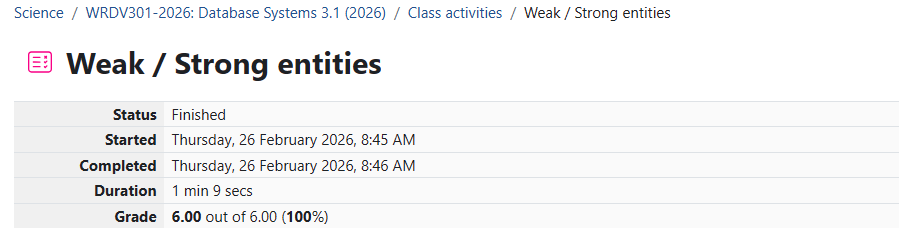 Science / WRDV301-2026: Database Systems 3.1 (2026) / Class activities / Weak / Strong entities
Weak / Strong entities
Status Finished
Started Thursday, 26 February 2026, 8:45 AM
Completed Thursday, 26 February 2026, 8:46 AM
Duration 1 min 9 secs
Grade 6.00 out of 6.00 (100%)